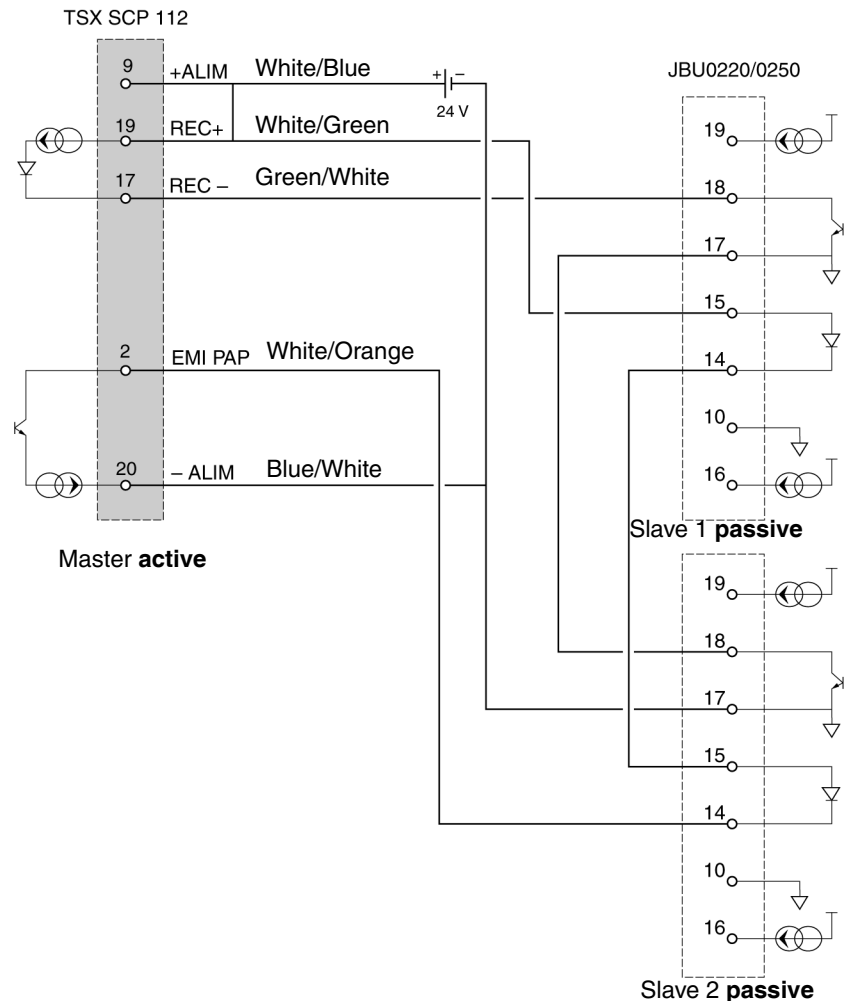 TSX SCP 112
9 +ALIM White/Blue + –
24 V
19 REC+ White/Green
17 REC – Green/White
2 EMI PAP White/Orange
20 – ALIM Blue/White
Master active
JBU0220/0250
19
18
17
15
14
10
16
Slave 1 passive
19
18
17
15
14
10
16
Slave 2 passive